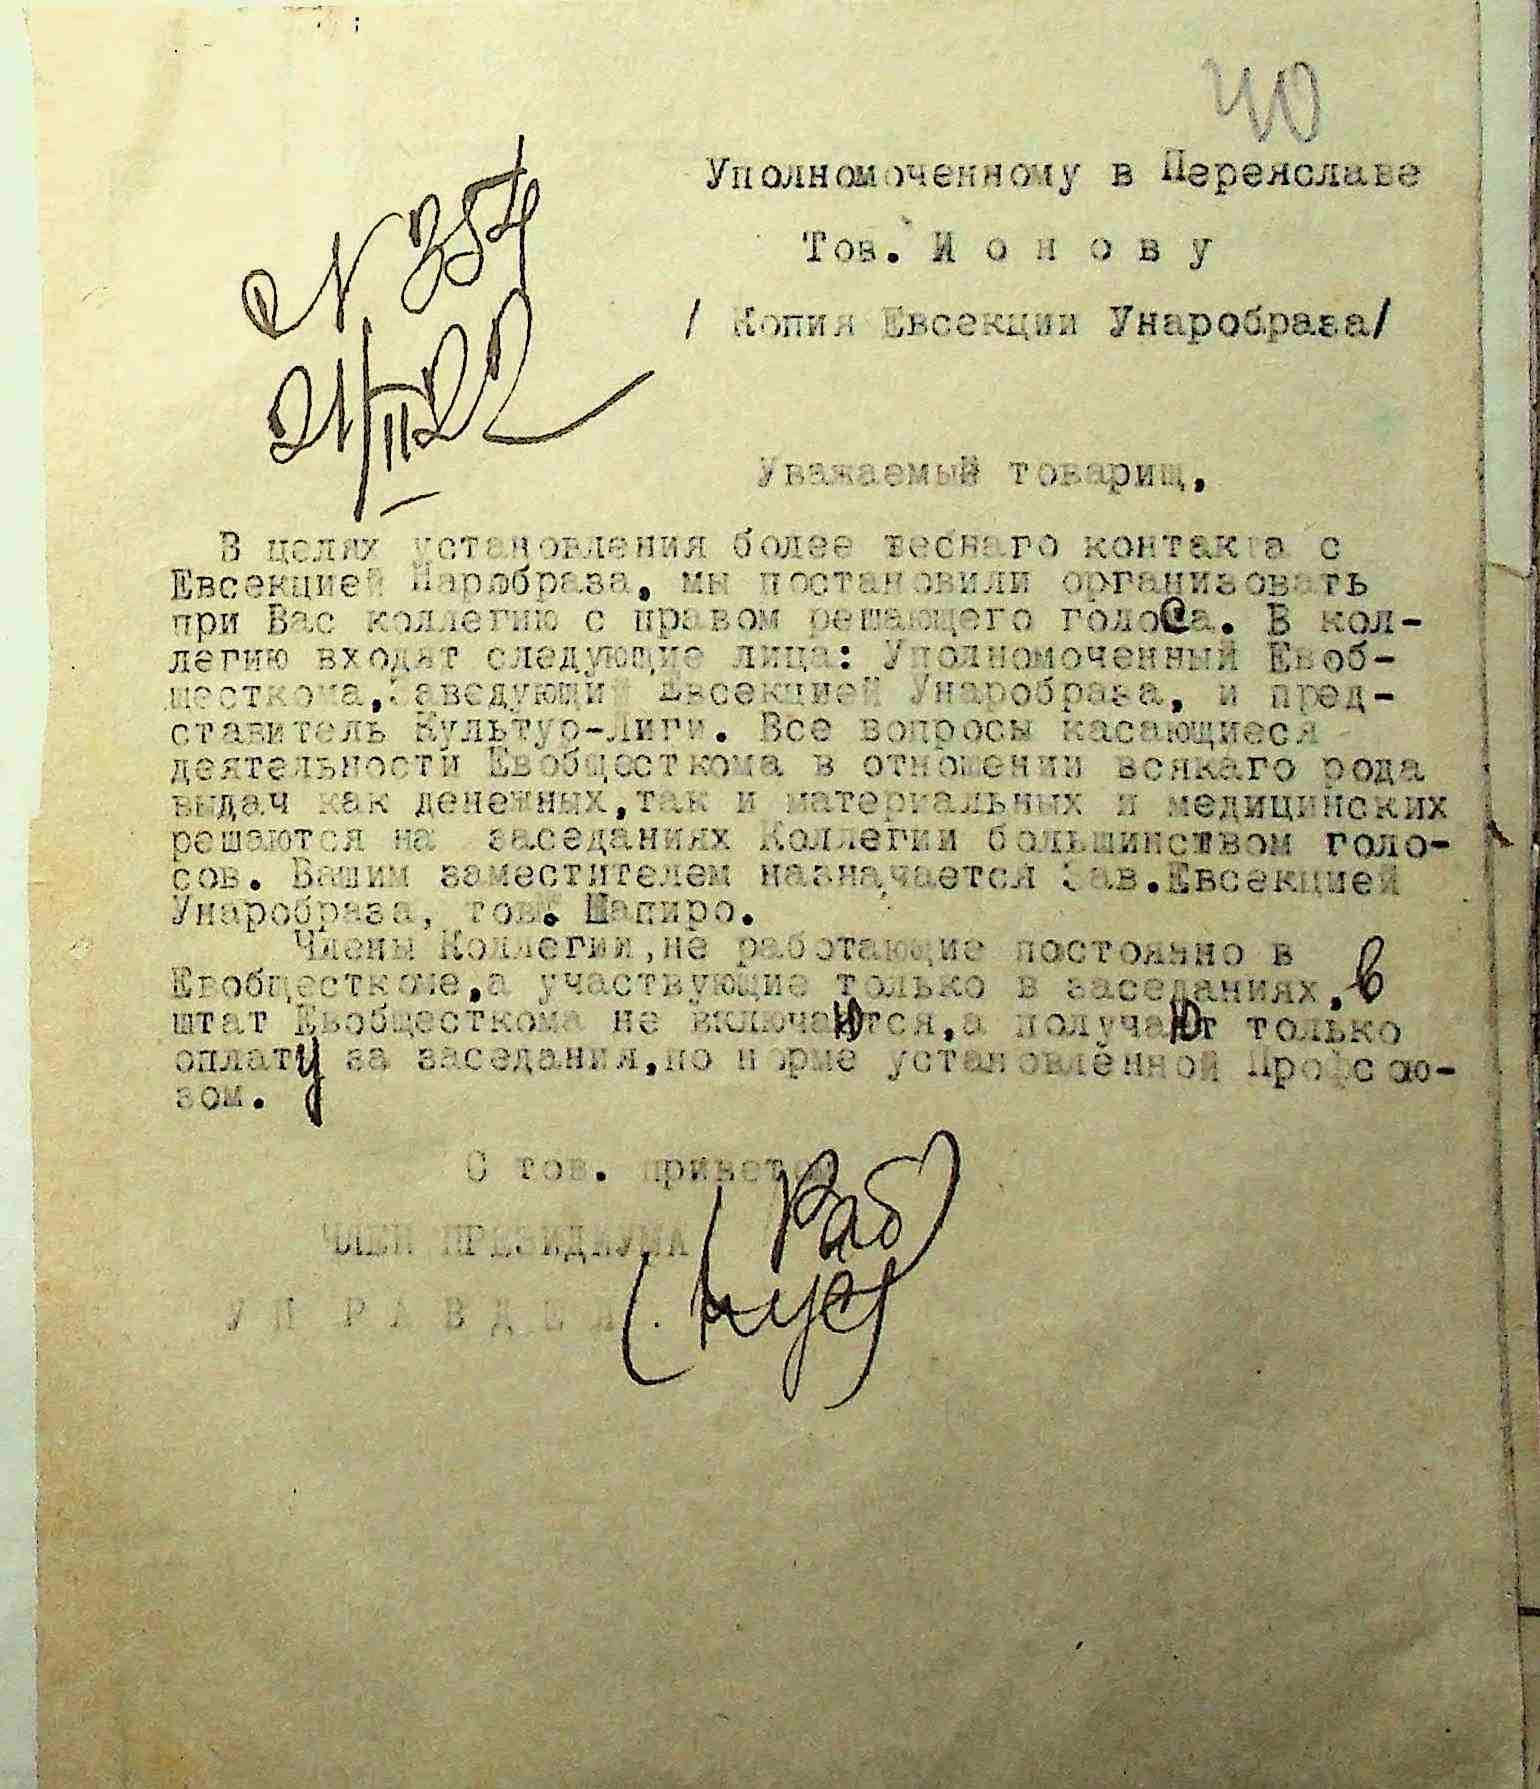 40
Уполномоченному в Переяславе
№ 354
Тов. И о н о в у
/ Копия Евсекции Унаробраза/
21/II 22
Уважаемый товарищ,
В целях установления более теснаго контакта с
Евсекцией Наробраза, мы постановили организовать
при Вас коллегию с правом решающего голоса. В кол-
легию входят следующие лица: Уполномоченный Евоб-
щесткома, Заведующий Евсекцией Унаробраза, и пред-
ставитель Культур-Лиги. Все вопросы касающиеся
деятельности Евобщесткома в отношении всякаго рода
выдач как денежных, так и материальных и медицинских
решаются на заседаниях Коллегии большинством голо-
сов. Вашим заместителем назначается Зав.Евсекцией
Унаробраза, тов. Шапиро.
Члены Коллегии, не работающие постоянно в
Евобщесткоме, а участвующие только в заседаниях, в
штат Евобщесткома не включаются, а получают только
оплату за заседания, по норме установленной Профсою-
зом.
С тов. приветом
ЧЛЕН ПРЕЗИДИУМА
У П Р А В Д Е Л .